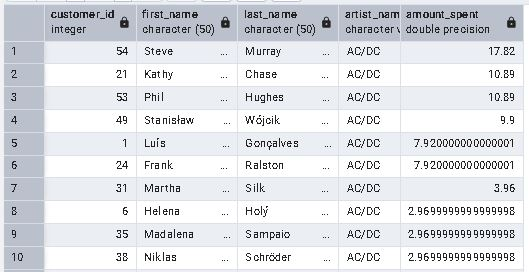 customer_id first_name last_name artist_nam amount_spent
integer character (50) character (50) character v double precision
1 54 Steve ... Murray ... AC/DC 17.82
2 21 Kathy ... Chase ... AC/DC 10.89
3 53 Phil ... Hughes ... AC/DC 10.89
4 49 Stanisław ... Wójcik ... AC/DC 9.9
5 1 Luís ... Gonçalves ... AC/DC 7.920000000000001
6 24 Frank ... Ralston ... AC/DC 7.920000000000001
7 31 Martha ... Silk ... AC/DC 3.96
8 6 Helena ... Holý ... AC/DC 2.9699999999999998
9 35 Madalena ... Sampaio ... AC/DC 2.9699999999999998
10 38 Niklas ... Schröder ... AC/DC 2.9699999999999998